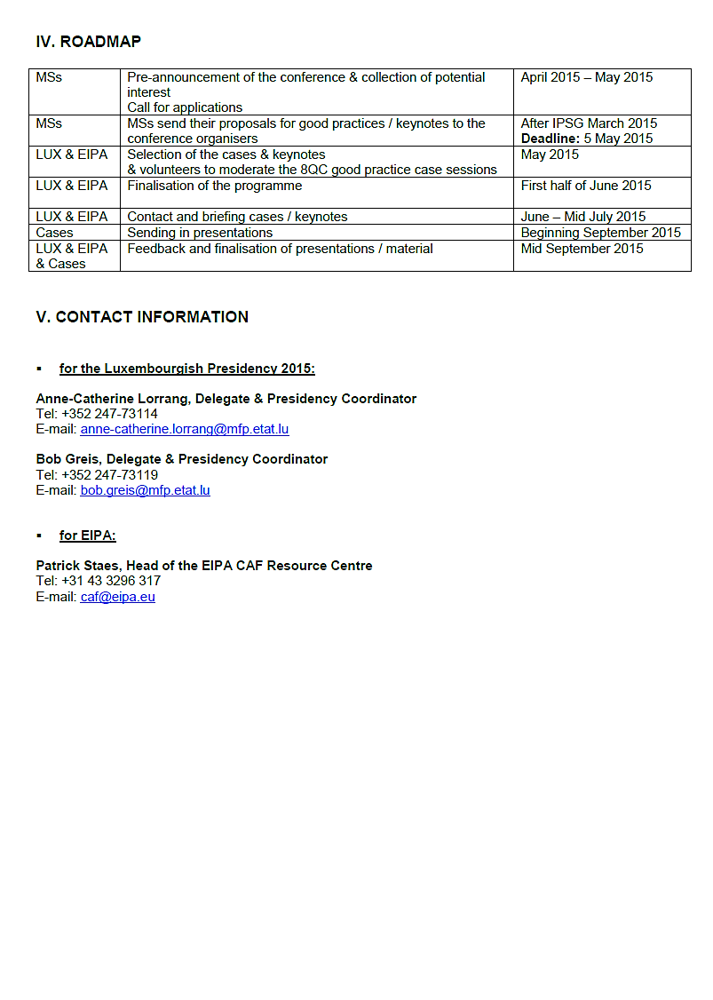 IV. ROADMAP
MSs Pre-announcement of the conference & collection of potential April 2015 – May 2015
interest
Call for applications
MSs MSs send their proposals for good practices / keynotes to the After IPSG March 2015
conference organisers Deadline: 5 May 2015
LUX & EIPA Selection of the cases & keynotes May 2015
& volunteers to moderate the 8QC good practice case sessions
LUX & EIPA Finalisation of the programme First half of June 2015
LUX & EIPA Contact and briefing cases / keynotes June – Mid July 2015
Cases Sending in presentations Beginning September 2015
LUX & EIPA Feedback and finalisation of presentations / material Mid September 2015
& Cases
V. CONTACT INFORMATION
▪ for the Luxembourgish Presidency 2015:
Anne-Catherine Lorrang, Delegate & Presidency Coordinator
Tel: +352 247-73114
E-mail: anne-catherine.lorrang@mfp.etat.lu
Bob Greis, Delegate & Presidency Coordinator
Tel: +352 247-73119
E-mail: bob.greis@mfp.etat.lu
▪ for EIPA:
Patrick Staes, Head of the EIPA CAF Resource Centre
Tel: +31 43 3296 317
E-mail: caf@eipa.eu